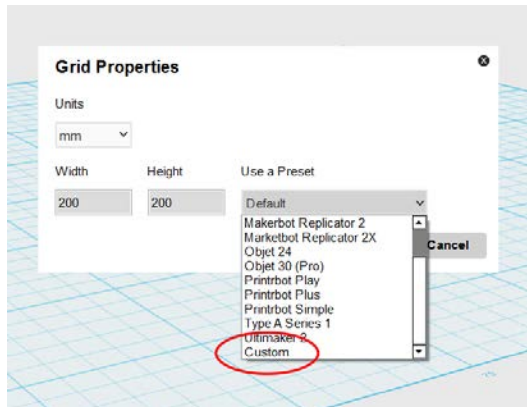 Grid Properties
Units
mm
Width Height Use a Preset
200 200 Default
Makerbot Replicator 2
Marketbot Replicator 2X
Objet 24
Objet 30 (Pro)
Printrbot Play
Printrbot Plus
Printrbot Simple
Type A Series 1
Ultimaker 2
Custom
Cancel